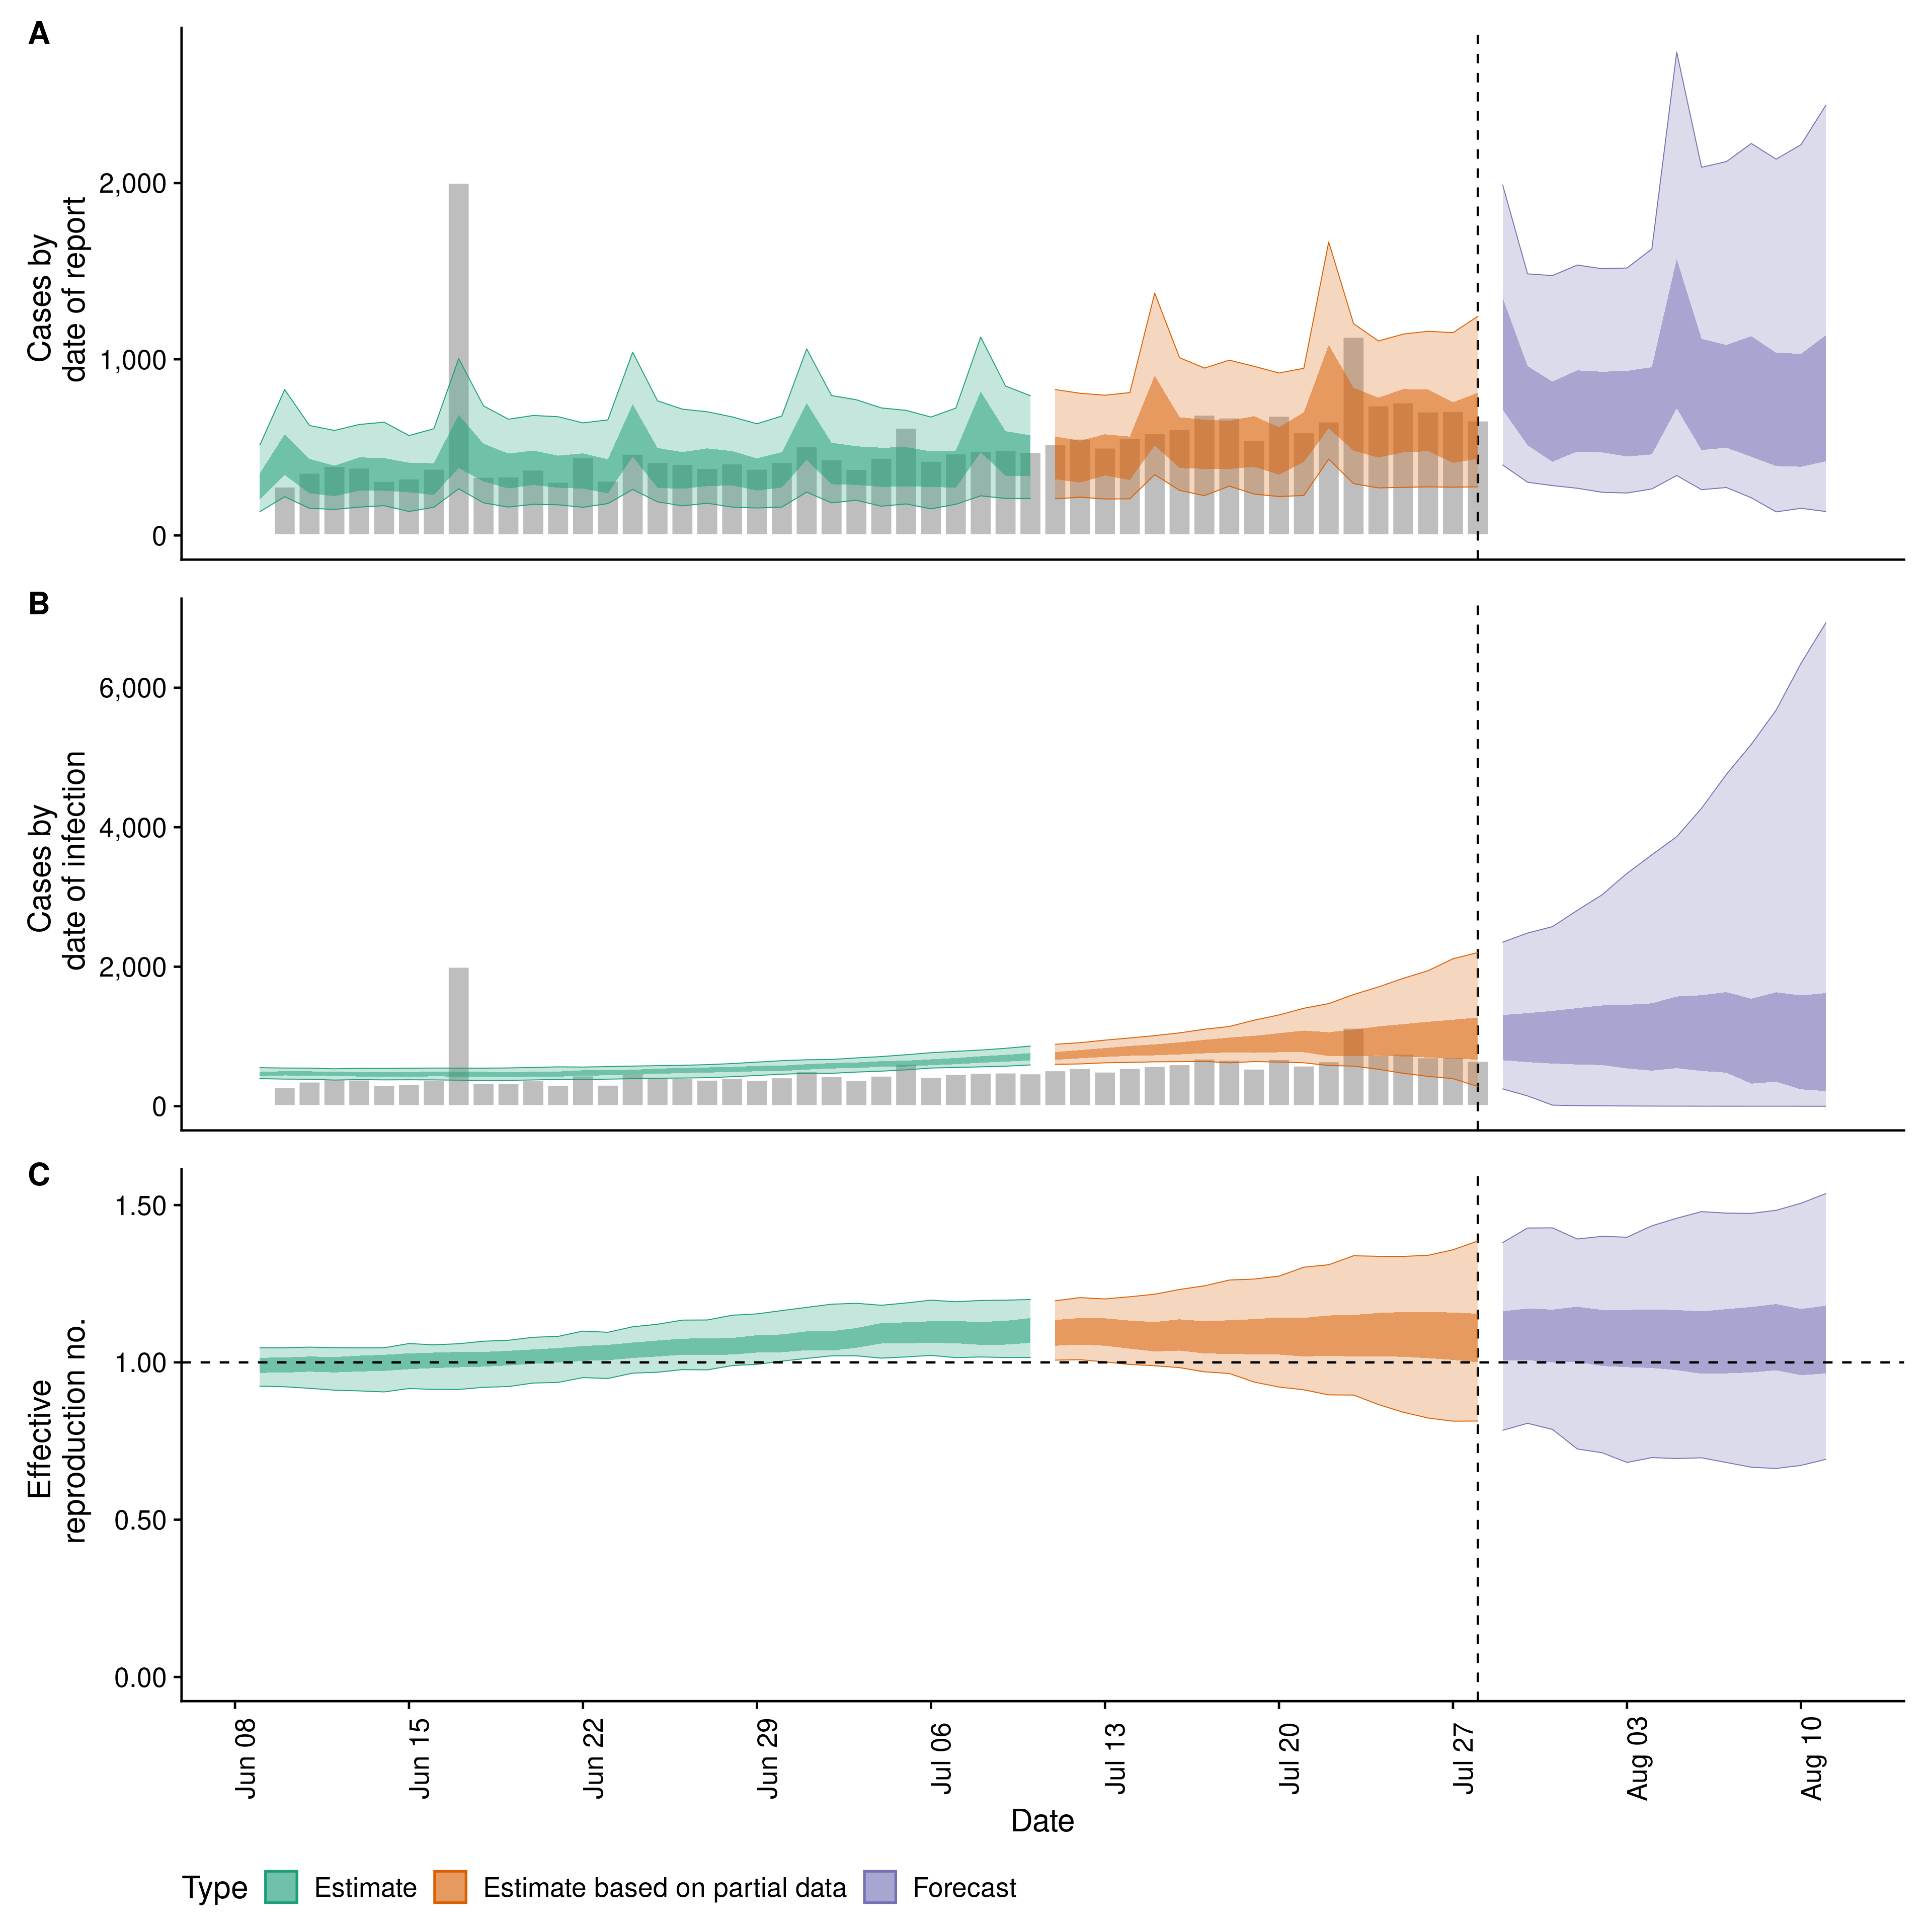 A
Cases by
date of report
2,000
1,000
0
B
Cases by
date of infection
6,000
4,000
2,000
0
C
Effective
reproduction no.
1.50
1.00
0.50
0.00
Jun 08
Jun 15
Jun 22
Jun 29
Jul 06
Jul 13
Jul 20
Jul 27
Aug 03
Aug 10
Date
Type Estimate Estimate based on partial data Forecast